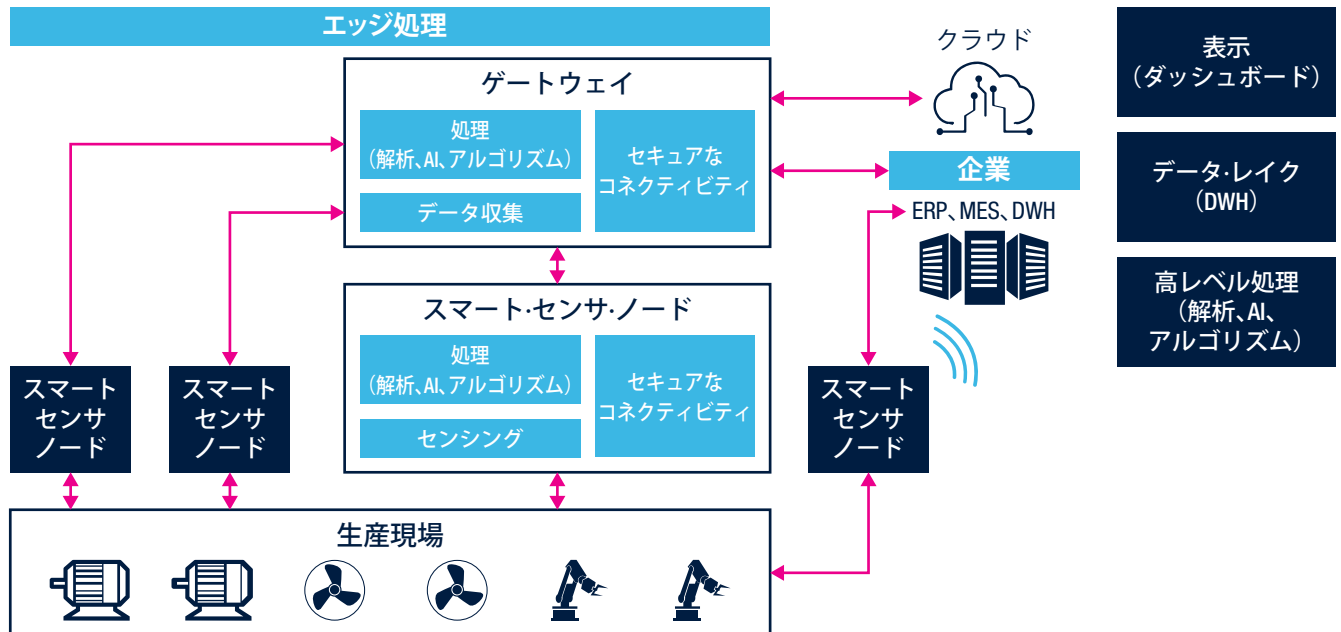 エッジ処理
ゲートウェイ
処理
（解析、AI、アルゴリズム）
データ収集
セキュアな
コネクティビティ
スマート·センサ·ノード
処理
（解析、AI、アルゴリズム）
センシング
セキュアな
コネクティビティ
スマート
センサ
ノード
スマート
センサ
ノード
生産現場
クラウド
企業
ERP、MES、DWH
スマート
センサ
ノード
表示
（ダッシュボード）
データ·レイク
（DWH）
高レベル処理
（解析、AI、
アルゴリズム）